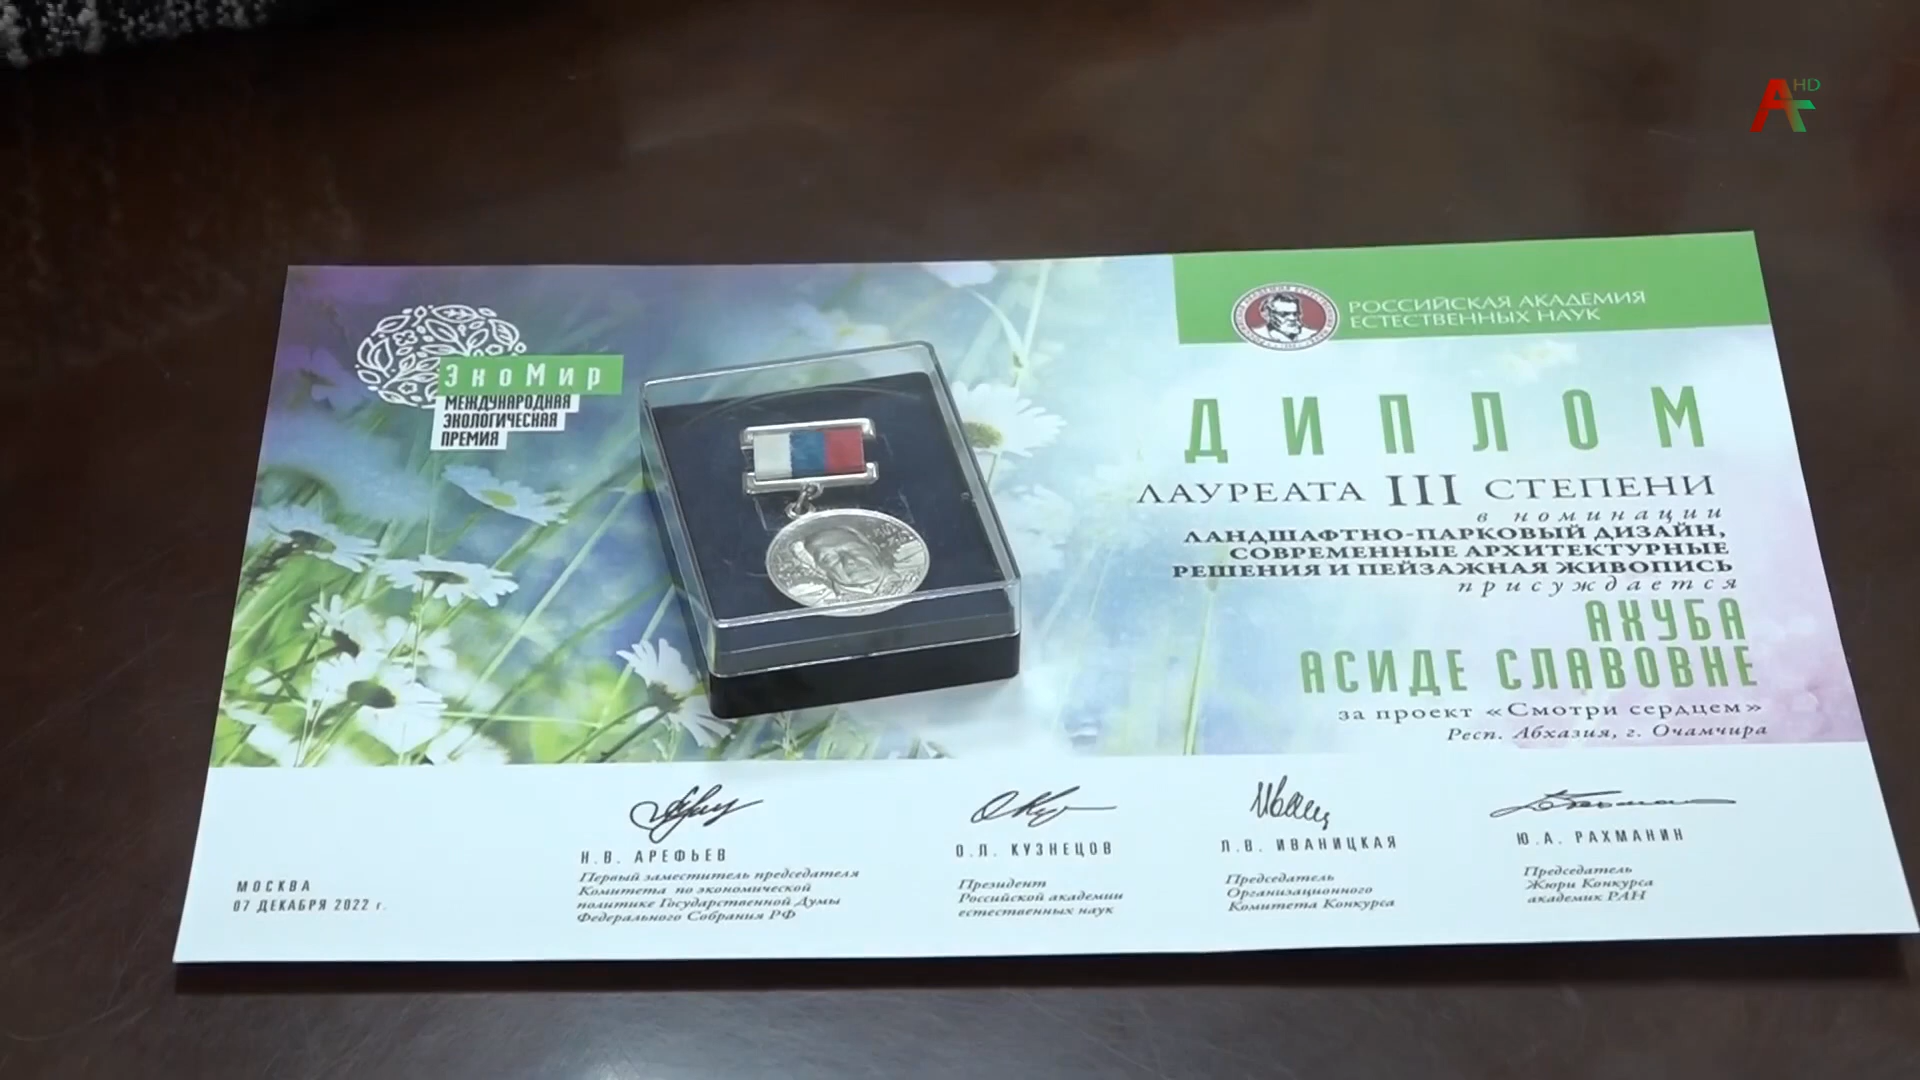 HD
AT
РОССИЙСКАЯ АКАДЕМИЯ
ЕСТЕСТВЕННЫХ НАУК
ЭкоМир
МЕЖДУНАРОДНАЯ
ЭКОЛОГИЧЕСКАЯ
ПРЕМИЯ
ДИПЛОМ
ЛАУРЕАТА III СТЕПЕНИ
в номинации
ЛАНДШАФТНО-ПАРКОВЫЙ ДИЗАЙН,
СОВРЕМЕННЫЕ АРХИТЕКТУРНЫЕ
РЕШЕНИЯ И ПЕЙЗАЖНАЯ ЖИВОПИСЬ
присуждается
АХУБА
АСИДЕ СЛАВОВНЕ
за проект «Смотри сердцем»
Респ. Абхазия, г. Очамчира
МОСКВА
07 ДЕКАБРЯ 2022 г.
Н.В. АРЕФЬЕВ
Первый заместитель председателя
Комитета по экономической
политике Государственной Думы
Федерального Собрания РФ
О.Л. КУЗНЕЦОВ
Президент
Российской академии
естественных наук
Л.В. ИВАНИЦКАЯ
Председатель
Организационного
Комитета Конкурса
Ю.А. РАХМАНИН
Председатель
Жюри Конкурса
академик РАН